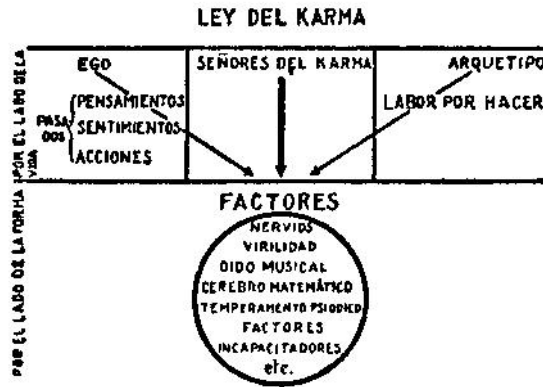 LEY DEL KARMA
EGO
PENSAMIENTOS
PASADOS
SENTIMIENTOS
ACCIONES
SEÑORES DEL KARMA
ARQUETIPO
LABOR POR HACER
POR EL LADO DE LA VIDA
POR EL LADO DE LA FORMA
FACTORES
NERVIOS
VIRILIDAD
OIDO MUSICAL
CEREBRO MATEMÁTICO
TEMPERAMENTO PSIQUICO
FACTORES
INCAPACITADORES
etc.